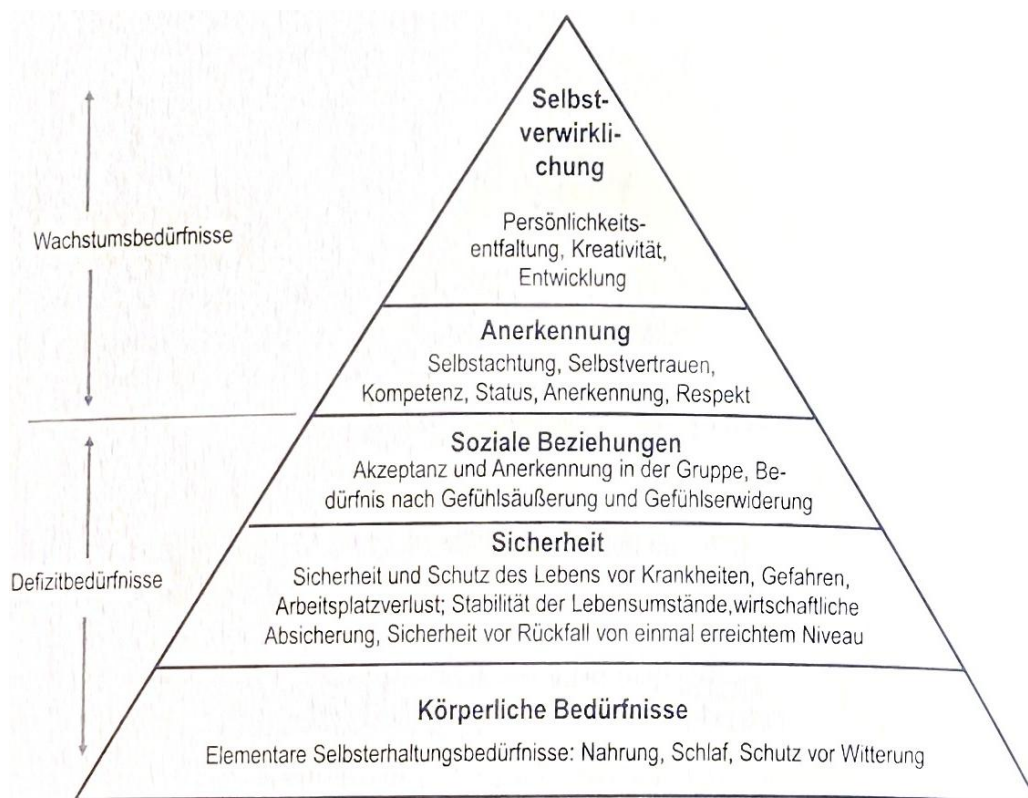 Selbst-
verwirkli-
chung
Persönlichkeits-
entfaltung, Kreativität,
Entwicklung
Wachstumsbedürfnisse
Anerkennung
Selbstachtung, Selbstvertrauen,
Kompetenz, Status, Anerkennung, Respekt
Soziale Beziehungen
Akzeptanz und Anerkennung in der Gruppe, Be-
dürfnis nach Gefühlsäußerung und Gefühlserwiderung
Sicherheit
Sicherheit und Schutz des Lebens vor Krankheiten, Gefahren,
Arbeitsplatzverlust; Stabilität der Lebensumstände,wirtschaftliche
Absicherung, Sicherheit vor Rückfall von einmal erreichtem Niveau
Defizitbedürfnisse
Körperliche Bedürfnisse
Elementare Selbsterhaltungsbedürfnisse: Nahrung, Schlaf, Schutz vor Witterung